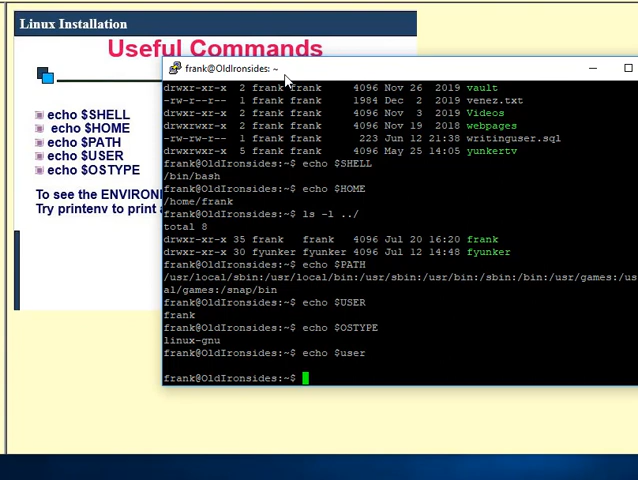 Linux Installation
Useful Commands
echo $SHELL
echo $HOME
echo $PATH
echo $USER
echo $OSTYPE
To see the ENVIRON
Try printenv to print
frank@OldIronsides: ~
drwxr-xr-x 2 frank frank 4096 Nov 26 2019 vault
-rw-r--r-- 1 frank frank 1984 Dec 2 2019 venez.txt
drwxr-xr-x 2 frank frank 4096 Nov 3 2019 Videos
drwxrwxr-x 2 frank frank 4096 Nov 19 2018 webpages
-rw-rw-r-- 1 frank frank 223 Jun 12 21:38 writinguser.sql
drwxrwxr-x 5 frank frank 4096 May 25 14:05 yunkertv
frank@OldIronsides:~$ echo $SHELL
/bin/bash
frank@OldIronsides:~$ echo $HOME
/home/frank
frank@OldIronsides:~$ ls -l ../
total 8
drwxr-xr-x 35 frank frank 4096 Jul 20 16:20 frank
drwxr-xr-x 30 fyunker fyunker 4096 Jul 12 14:48 fyunker
frank@OldIronsides:~$ echo $PATH
/usr/local/sbin:/usr/local/bin:/usr/sbin:/usr/bin:/sbin:/bin:/usr/games:/us
al/games:/snap/bin
frank@OldIronsides:~$ echo $USER
frank
frank@OldIronsides:~$ echo $OSTYPE
linux-gnu
frank@OldIronsides:~$ echo $user
frank@OldIronsides:~$